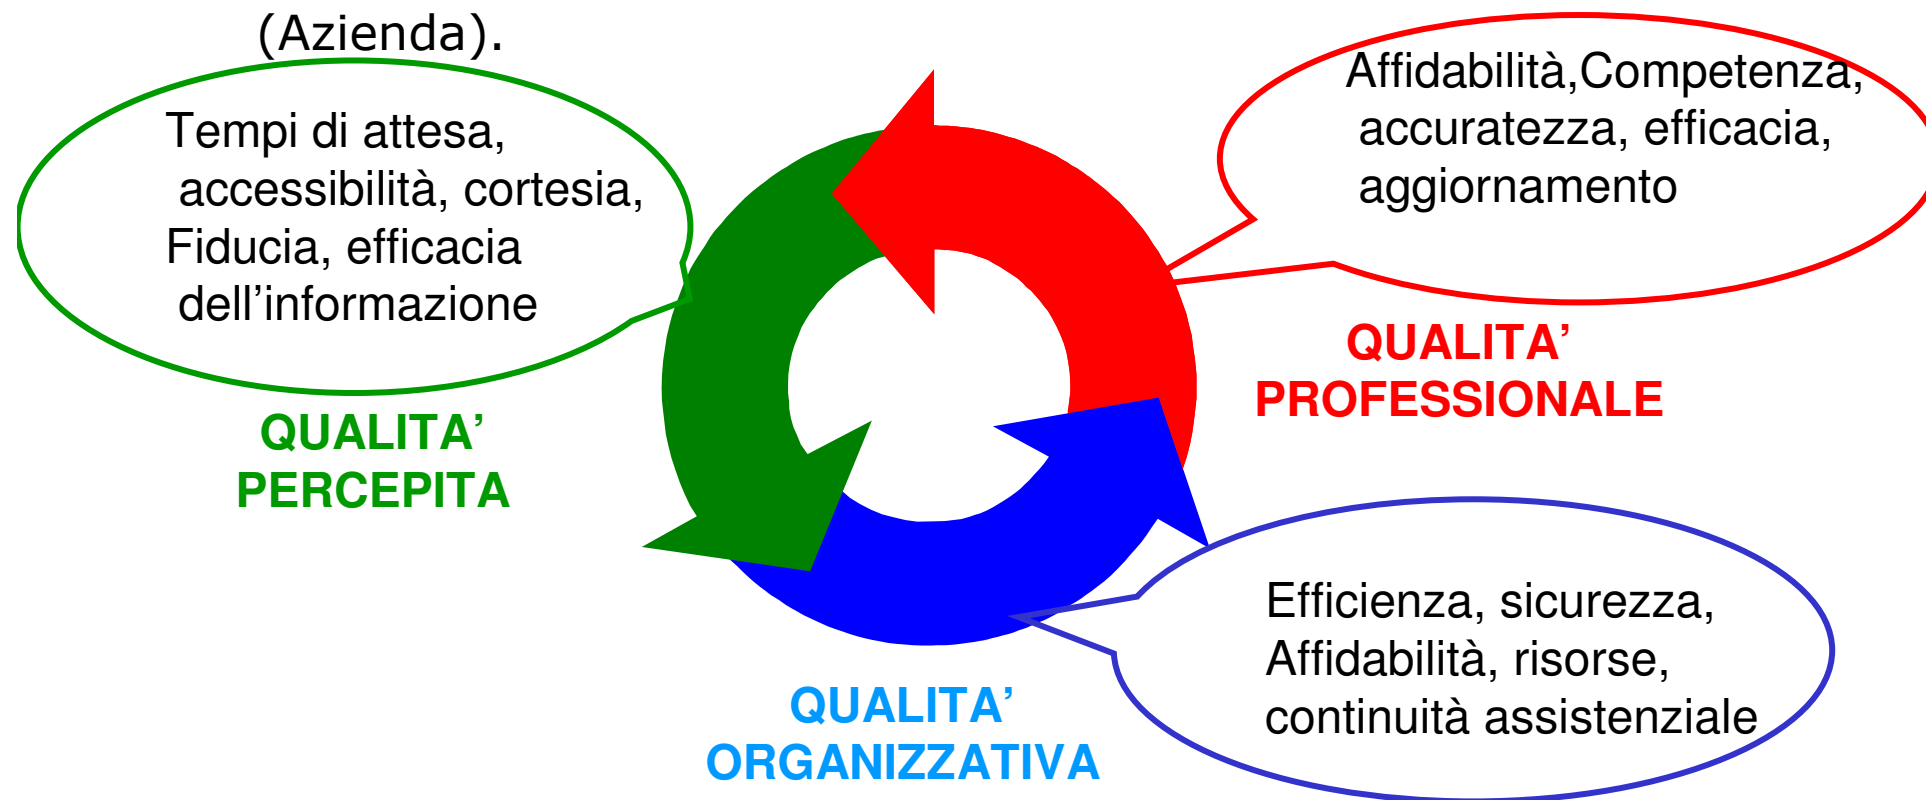 (Azienda).
Tempi di attesa,
accessibilità, cortesia,
Fiducia, efficacia
dell’informazione
QUALITA’
PERCEPITA
Affidabilità,Competenza,
accuratezza, efficacia,
aggiornamento
QUALITA’
PROFESSIONALE
Efficienza, sicurezza,
Affidabilità, risorse,
continuità assistenziale
QUALITA’
ORGANIZZATIVA